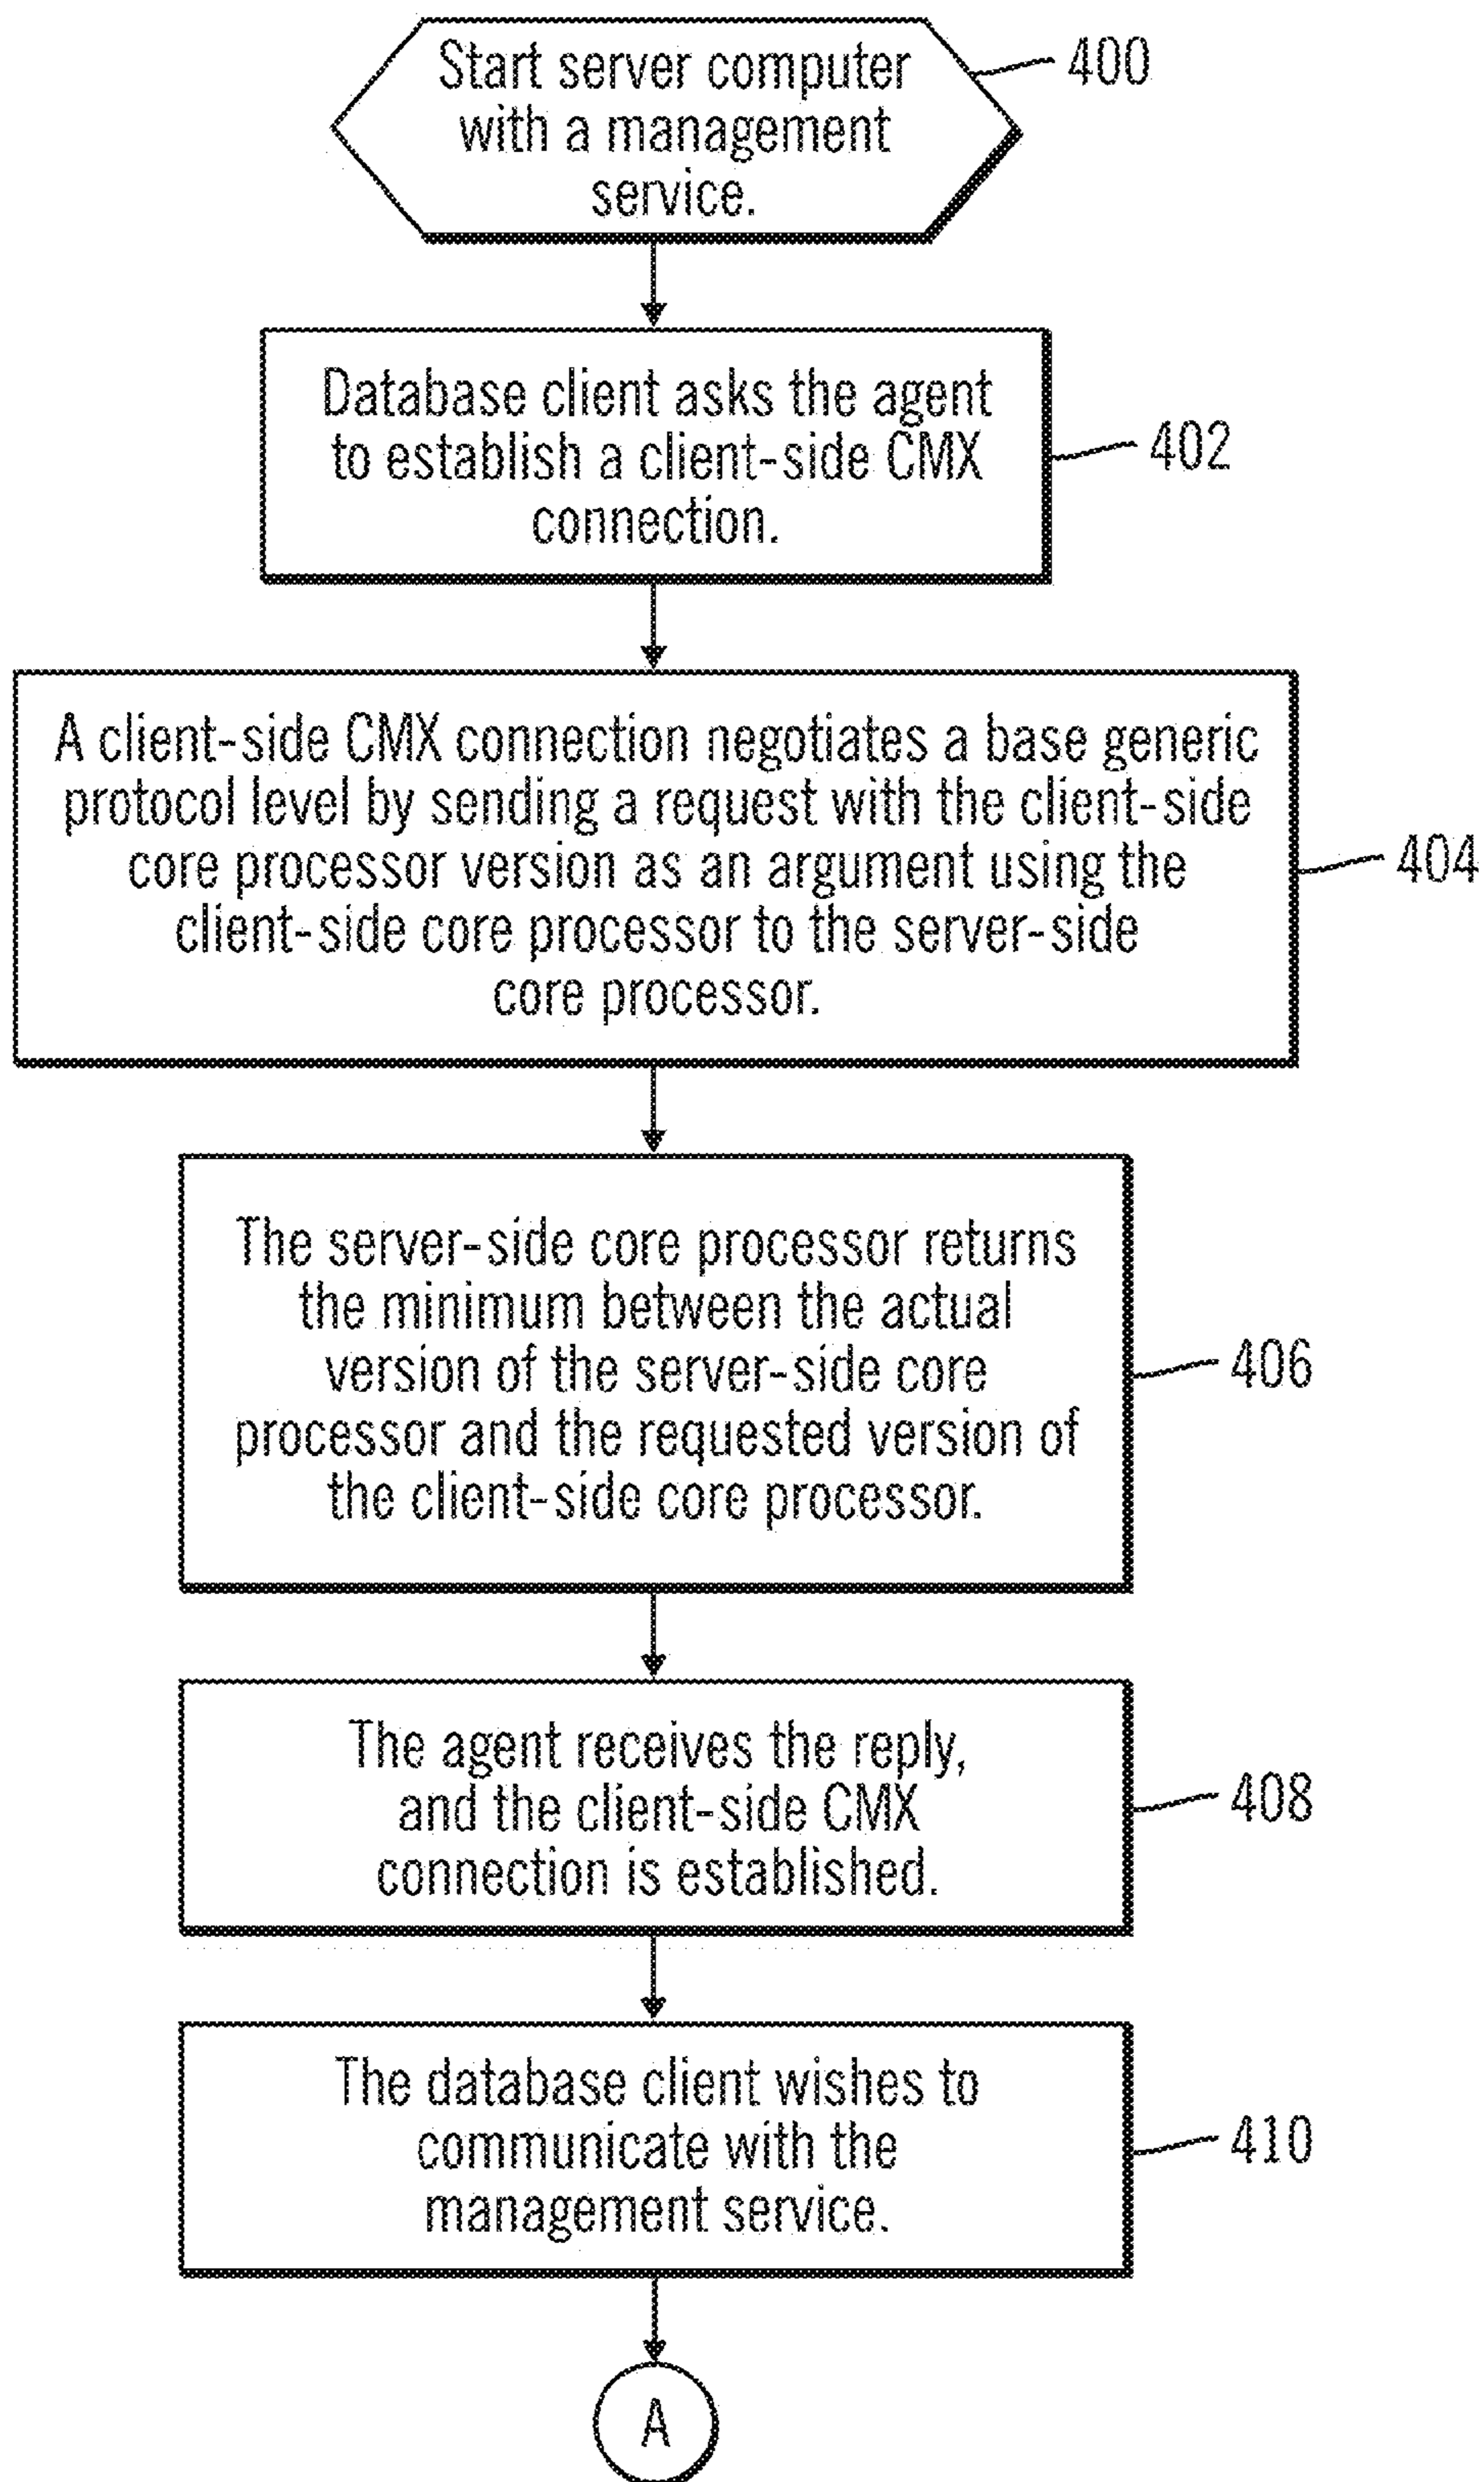 Start server computer
with a management
service.
400
Database client asks the agent
to establish a client-side CMX
connection.
402
A client-side CMX connection negotiates a base generic
protocol level by sending a request with the client-side
core processor version as an argument using the
client-side core processor to the server-side
core processor.
404
The server-side core processor returns
the minimum between the actual
version of the server-side core
processor and the requested version of
the client-side core processor.
406
The agent receives the reply,
and the client-side CMX
connection is established.
408
The database client wishes to
communicate with the
management service.
410
A